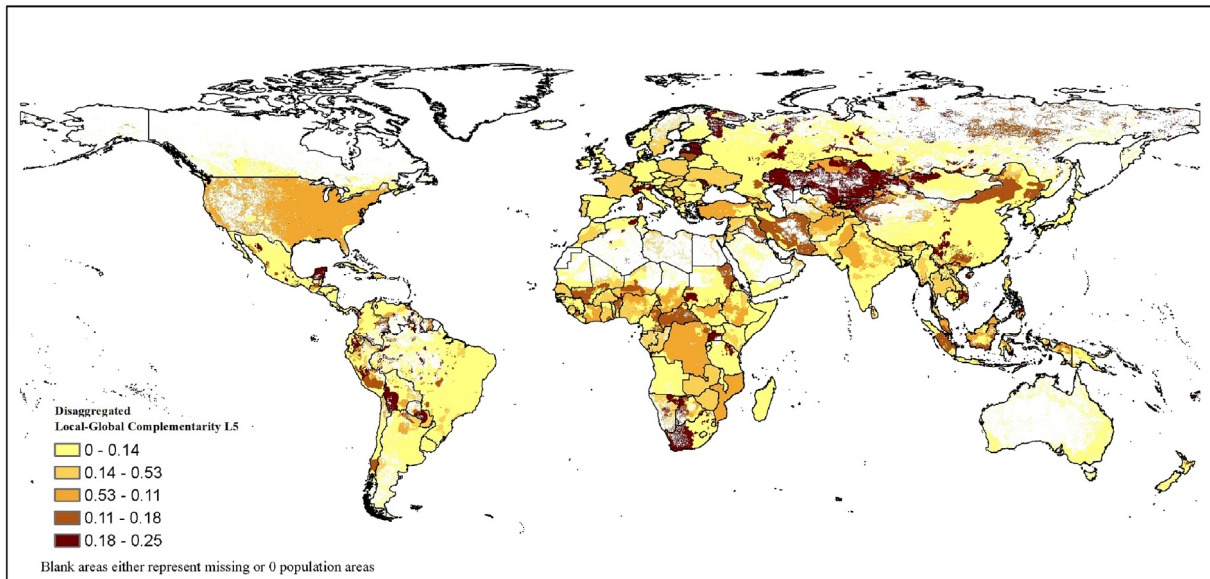 Disaggregated
Local-Global Complementarity L5
0 - 0.14
0.14 - 0.53
0.53 - 0.11
0.11 - 0.18
0.18 - 0.25
Blank areas either represent missing or 0 population areas